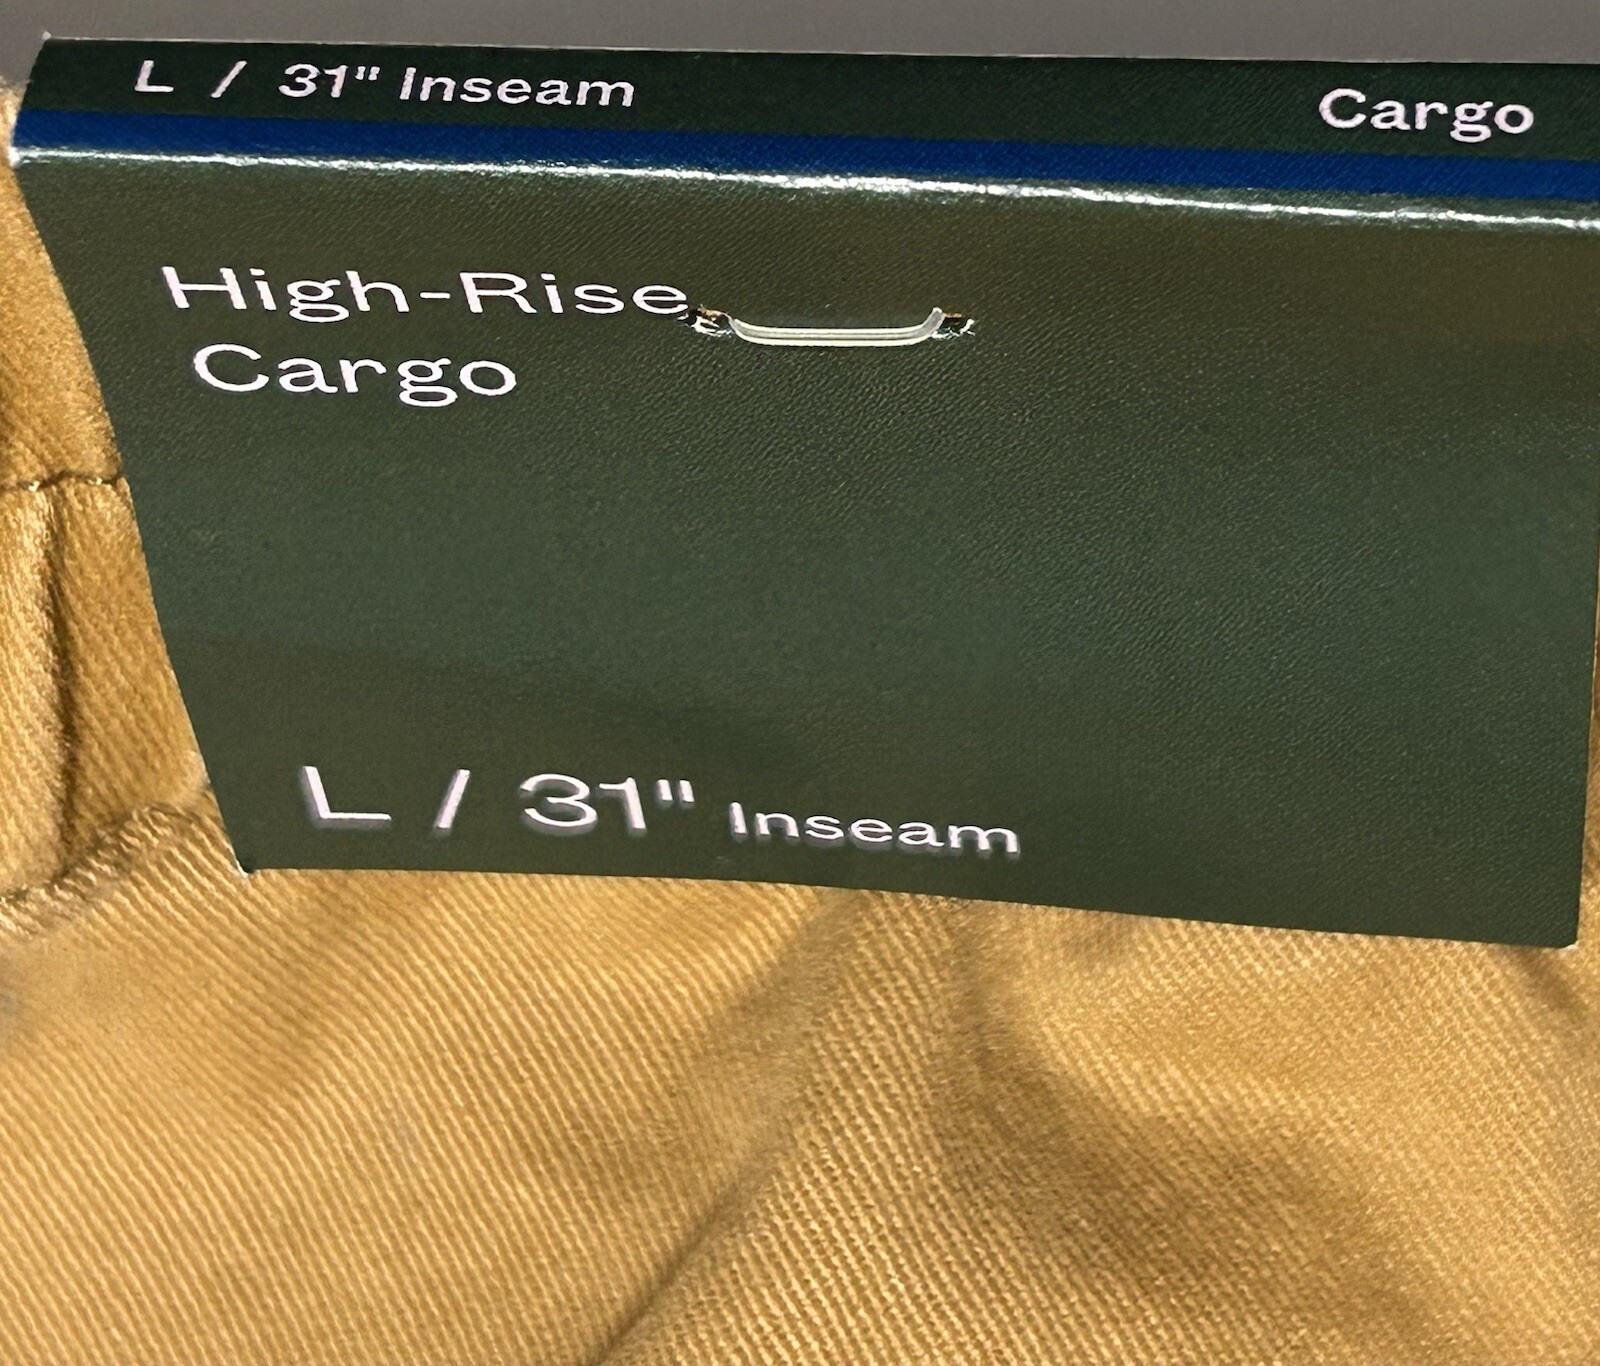 L / 31" Inseam
Cargo
High-Rise
Cargo
L / 31" Inseam